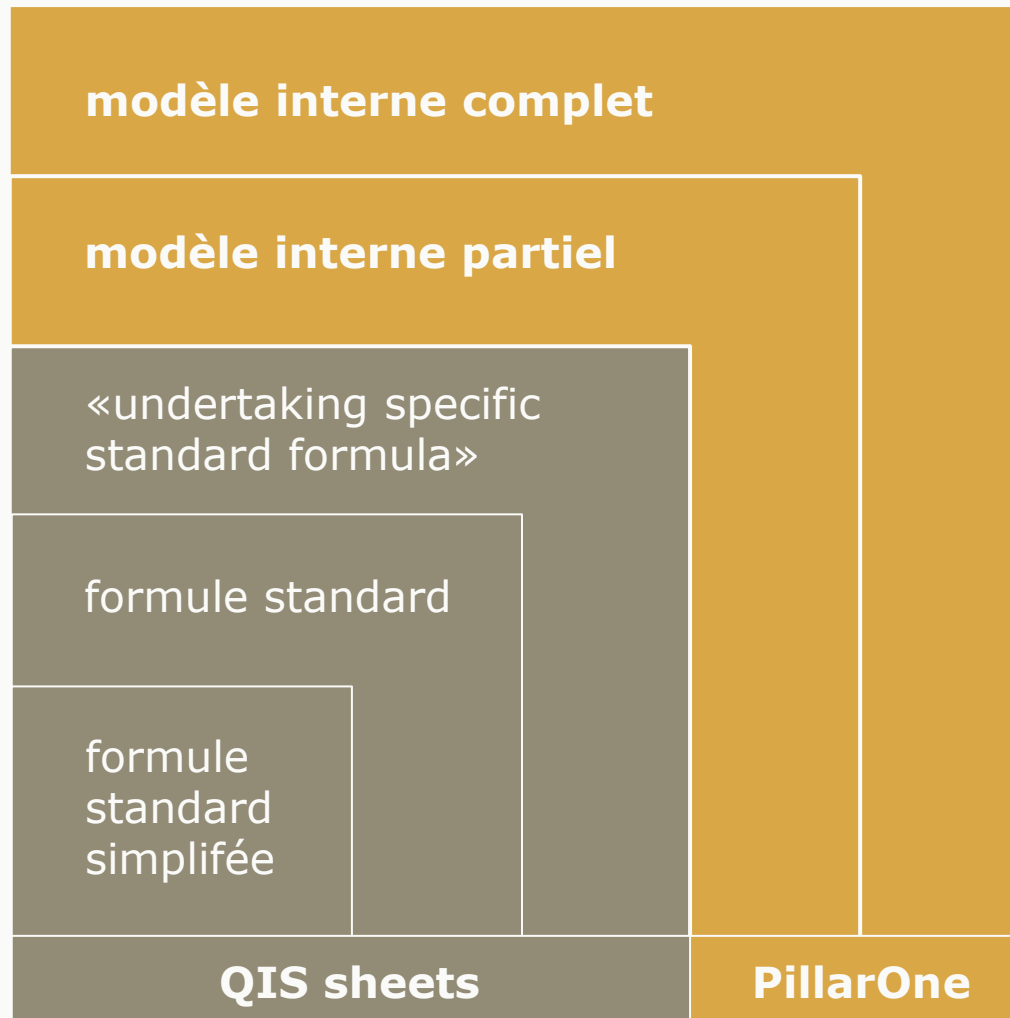 modèle interne complet
modèle interne partiel
«undertaking specific
standard formula»
formule standard
formule
standard
simplifée
QIS sheets
PillarOne